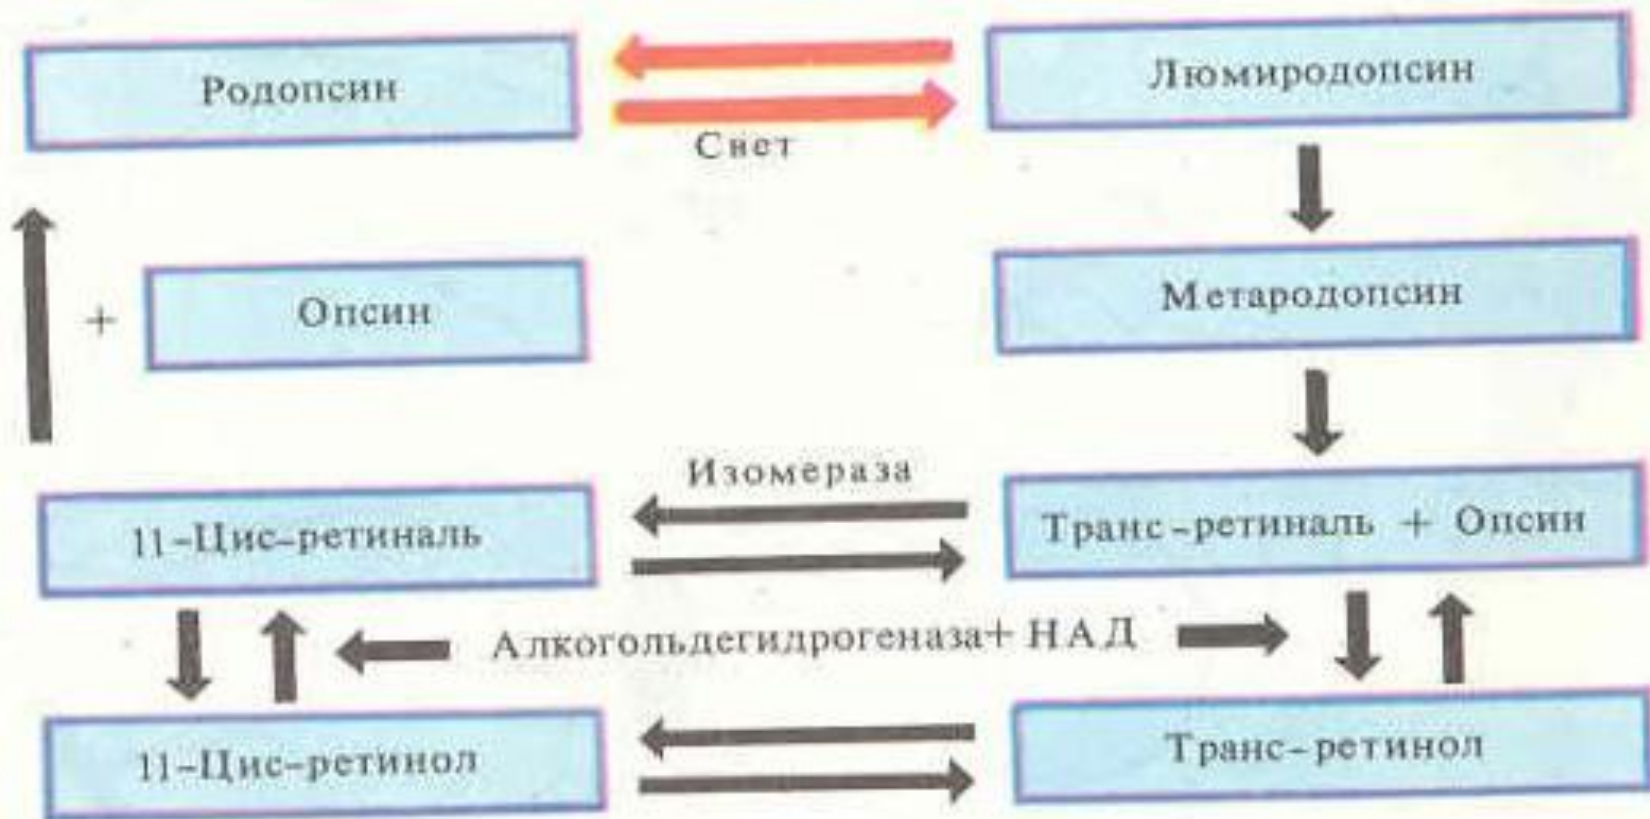 Родопсин
Люмиродопсин
Свет
+ Опсин
Метародопсин
Изомераза
11-Цис-ретиналь
Транс-ретиналь + Опсин
Алкогольдегидрогеназа+ НАД
11-Цис-ретинол
Транс-ретинол